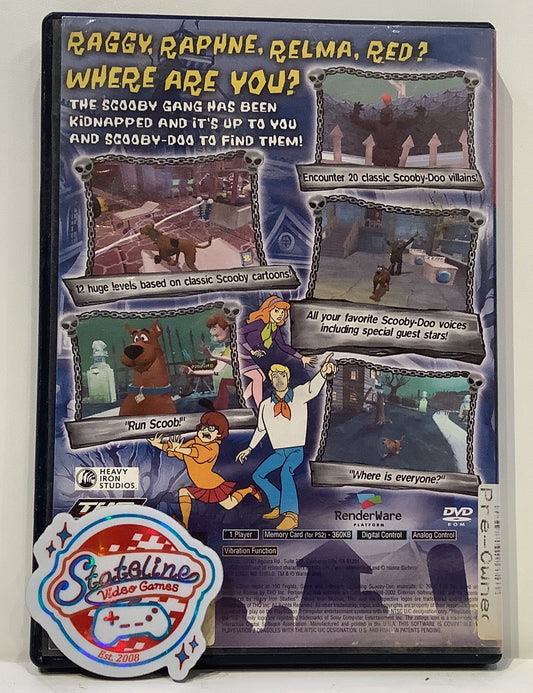 RAGGY, RAPHNE, RELMA, RED?
WHERE ARE YOU?
THE SCOOBY GANG HAS BEEN
KIDNAPPED AND IT'S UP TO YOU
AND SCOOBY-DOO TO FIND THEM!
Encounter 20 classic Scooby-Doo villains!
12 huge levels based on classic Scooby cartoons!
All your favorite Scooby-Doo voices
including special guest stars!
"Run Scoob!"
"Where is everyone?"
HEAVY
IRON
STUDIOS
THQ
RenderWare
PLATFORM
DVD
ROM
Pre-Owned
1 Player
Memory Card (for PS2) - 360KB
Digital Control
Analog Control
Vibration Function
Stateline
Video Games
Est. 2008